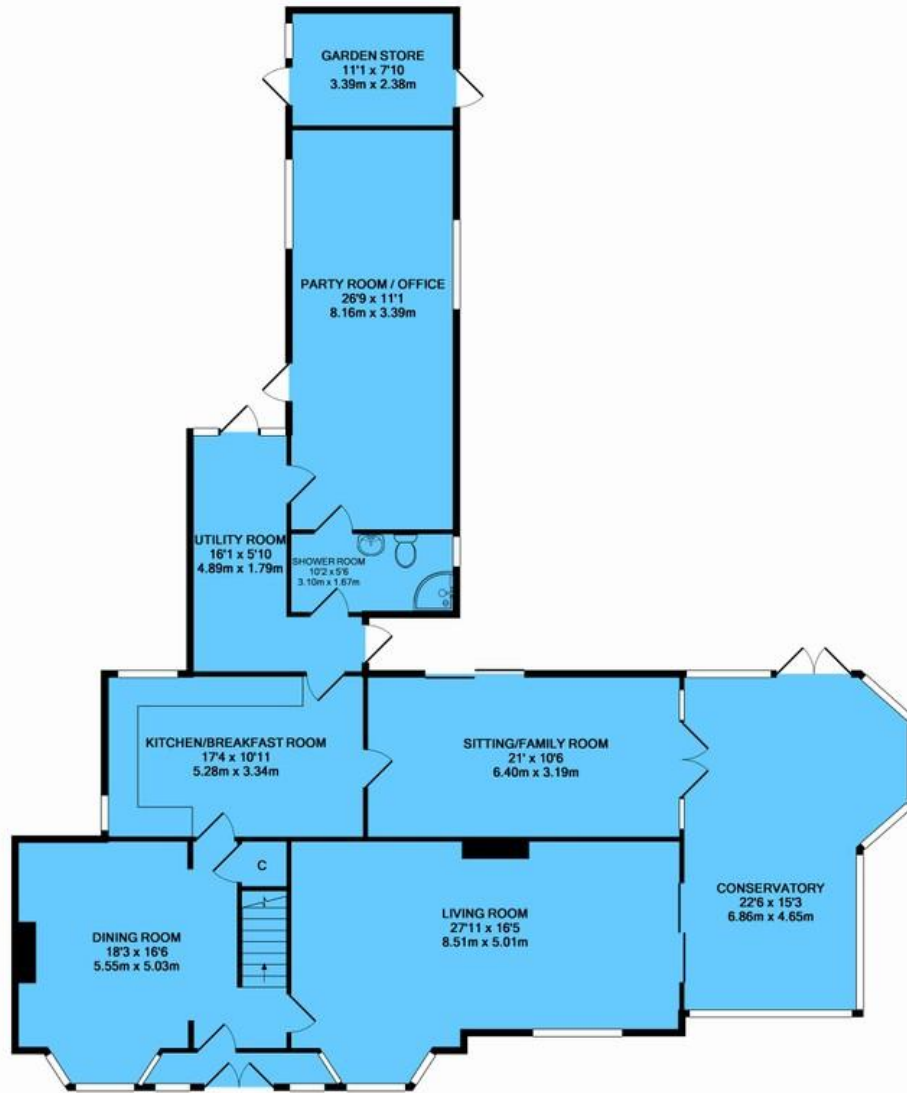 GARDEN STORE
11'1 x 7'10
3.39m x 2.38m
PARTY ROOM / OFFICE
26'9 x 11'1
8.16m x 3.39m
UTILITY ROOM
16'1 x 5'10
4.89m x 1.79m
SHOWER ROOM
10'2 x 5'6
3.10m x 1.67m
KITCHEN/BREAKFAST ROOM
17'4 x 10'11
5.28m x 3.34m
SITTING/FAMILY ROOM
21' x 10'6
6.40m x 3.19m
C
CONSERVATORY
22'6 x 15'3
6.86m x 4.65m
LIVING ROOM
27'11 x 16'5
8.51m x 5.01m
DINING ROOM
18'3 x 16'6
5.55m x 5.03m